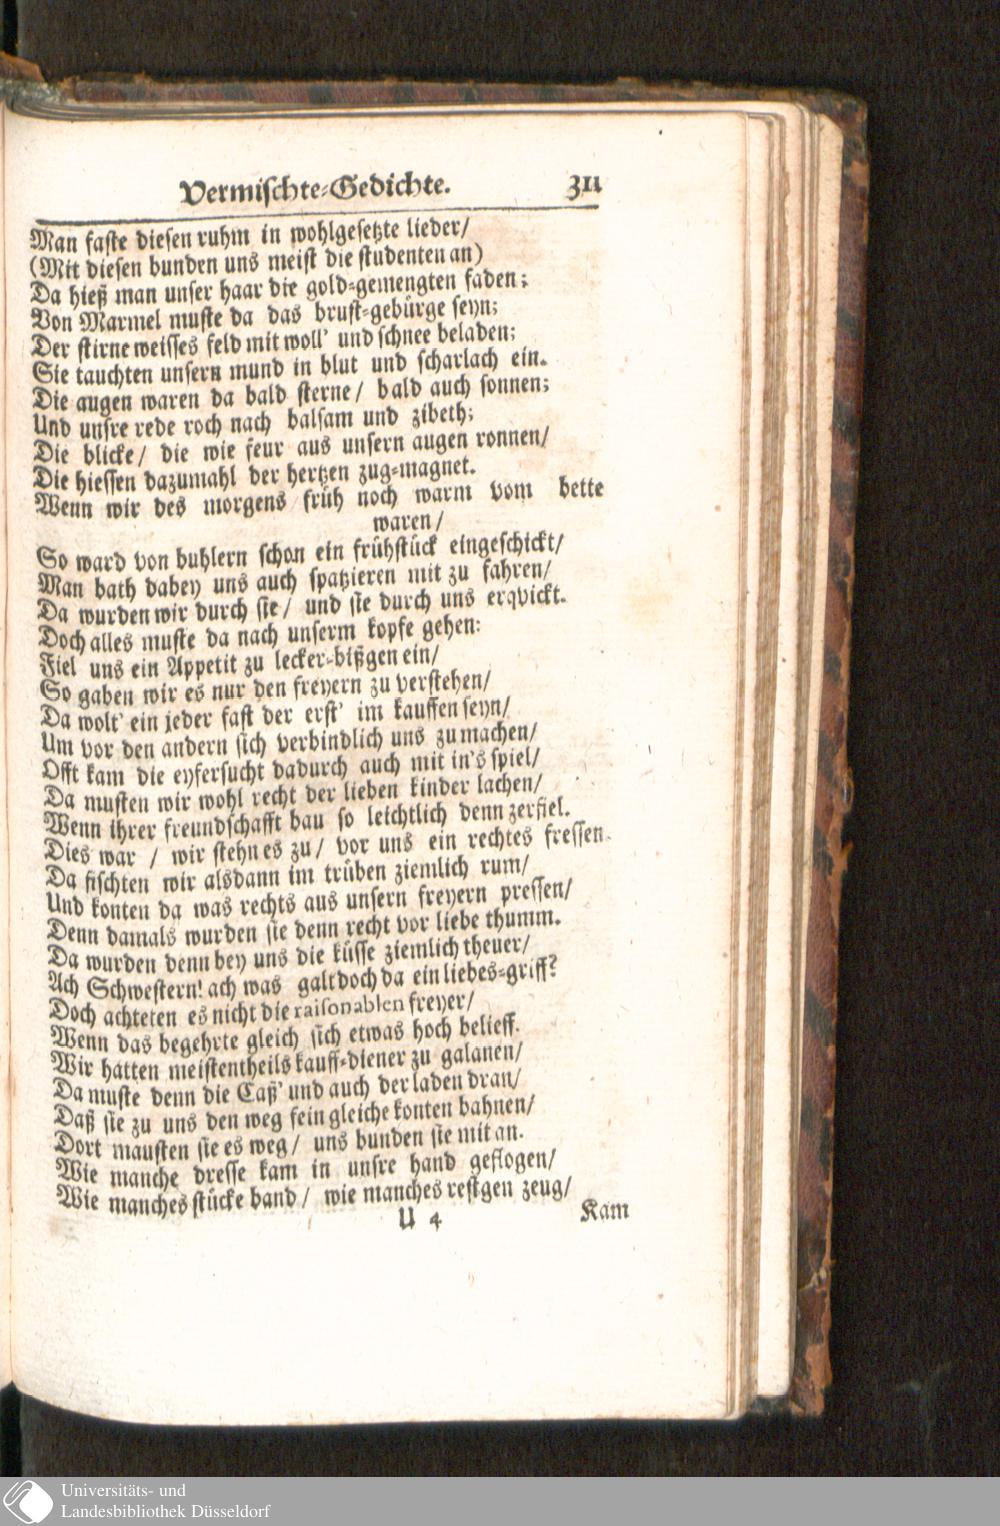 Vermischte-Gedichte. 311
Man faste diesen ruhm in wohlgesetzte lieder/
(Mit diesen bunden uns meist die studenten an)
Da hieß man unser haar die gold-gemengten faden;
Von Marmel muste da das brust-gebürge seyn;
Der stirne weisses feld mit woll' und schnee beladen;
Sie tauchten unsern mund in blut und scharlach ein.
Die augen waren da bald sterne/ bald auch sonnen;
Und unsre rede roch nach balsam und zibeth;
Die blicke/ die wie feur aus unsern augen ronnen/
Die hiessen dazumahl der hertzen zug-magnet.
Wenn wir des morgens früh noch warm vom bette
waren/
So ward von buhlern schon ein frühstück eingeschickt/
Man bath dabey uns auch spatzieren mit zu fahren/
Da wurden wir durch sie/ und sie durch uns erqvickt.
Doch alles muste da nach unserm kopfe gehen:
Fiel uns ein Appetit zu lecker-bißgen ein/
So gaben wir es nur den freyern zu verstehen/
Da wolt' ein jeder fast der erst' im kauffen seyn/
Um vor den andern sich verbindlich uns zu machen/
Offt kam die eyfersucht dadurch auch mit in's spiel/
Da musten wir wohl recht der lieben kinder lachen/
Wenn ihrer freundschafft bau so leichtlich denn zerfiel.
Dies war / wir stehn es zu/ vor uns ein rechtes fressen.
Da fischten wir alsdann im trüben ziemlich rum/
Und konten da was rechts aus unsern freyern pressen/
Denn damals wurden sie denn recht vor liebe thumm.
Da wurden denn bey uns die küsse ziemlich theuer/
Ach Schwestern! ach was galt doch da ein liebes-griff?
Doch achteten es nicht die raisonablen freyer/
Wenn das begehrte gleich sich etwas hoch belieff.
Wir hatten meistentheils kauff-diener zu galanen/
Da muste denn die Caß' und auch der laden dran/
Daß sie zu uns den weg fein gleiche konten bahnen/
Dort mausten sie es weg/ uns bunden sie mit an.
Wie manche dresse kam in unsre hand geflogen/
Wie manches stücke band/ wie manches restgen zeug/
U 4 Kam
Universitäts- und
Landesbibliothek Düsseldorf